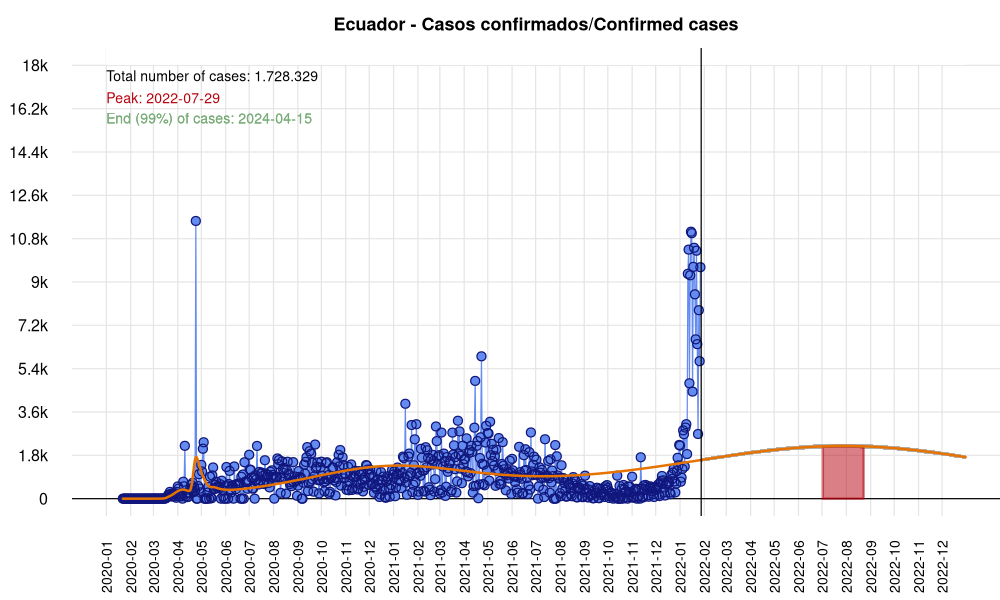 Ecuador - Casos confirmados/Confirmed cases
Total number of cases: 1.728.329
Peak: 2022-07-29
End (99%) of cases: 2024-04-15
18k
16.2k
14.4k
12.6k
10.8k
9k
7.2k
5.4k
3.6k
1.8k
0
2020-01
2020-02
2020-03
2020-04
2020-05
2020-06
2020-07
2020-08
2020-09
2020-10
2020-11
2020-12
2021-01
2021-02
2021-03
2021-04
2021-05
2021-06
2021-07
2021-08
2021-09
2021-10
2021-11
2021-12
2022-01
2022-02
2022-03
2022-04
2022-05
2022-06
2022-07
2022-08
2022-09
2022-10
2022-11
2022-12